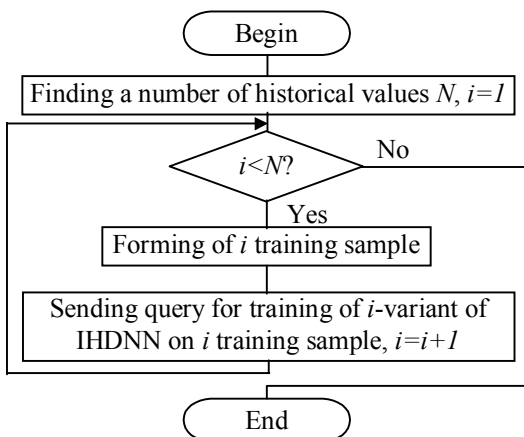 Begin
Finding a number of historical values N, i=1
i<N?
No
Yes
Forming of i training sample
Sending query for training of i-variant of
IHDNN on i training sample, i=i+1
End